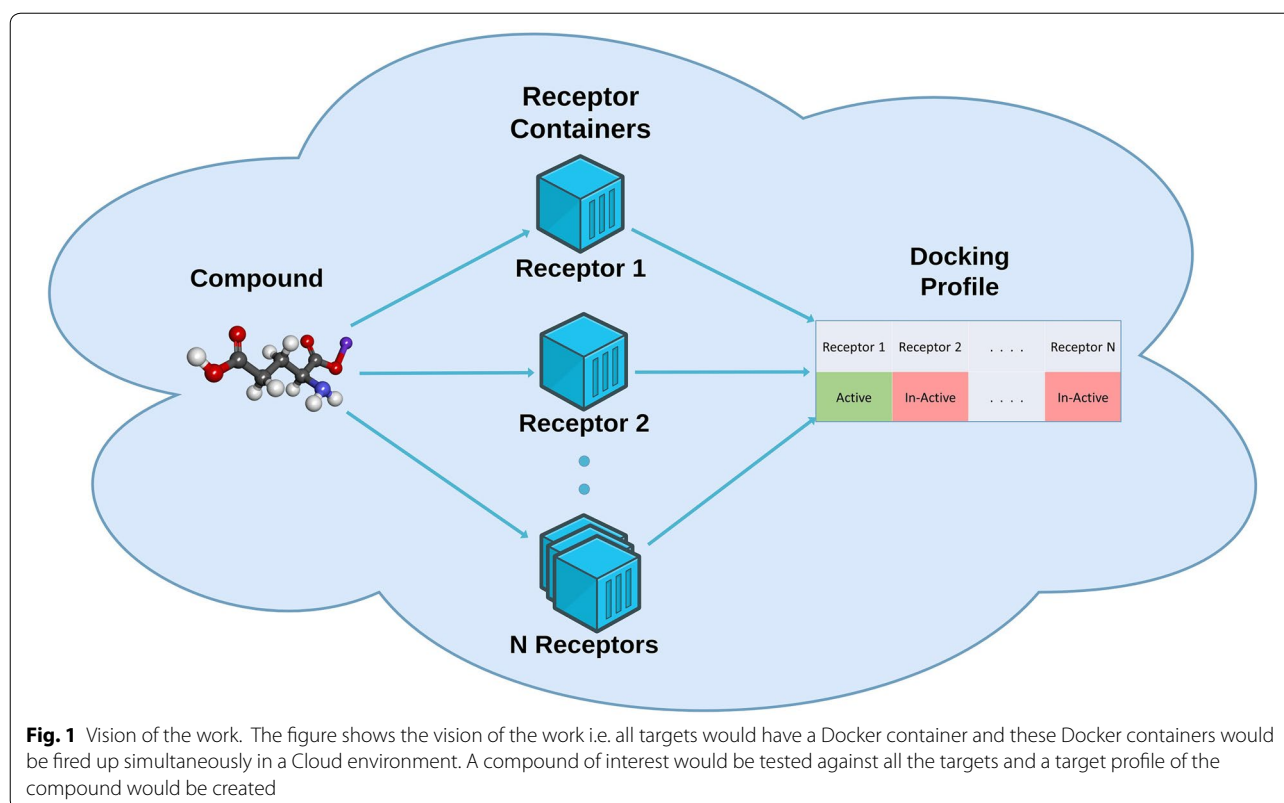 Receptor
Containers
Compound
Receptor 1
Receptor 2
N Receptors
Docking
Profile
Receptor 1 Receptor 2 . . . . Receptor N
Active In-Active . . . . In-Active
Fig. 1 Vision of the work. The figure shows the vision of the work i.e. all targets would have a Docker container and these Docker containers would
be fired up simultaneously in a Cloud environment. A compound of interest would be tested against all the targets and a target profile of the
compound would be created